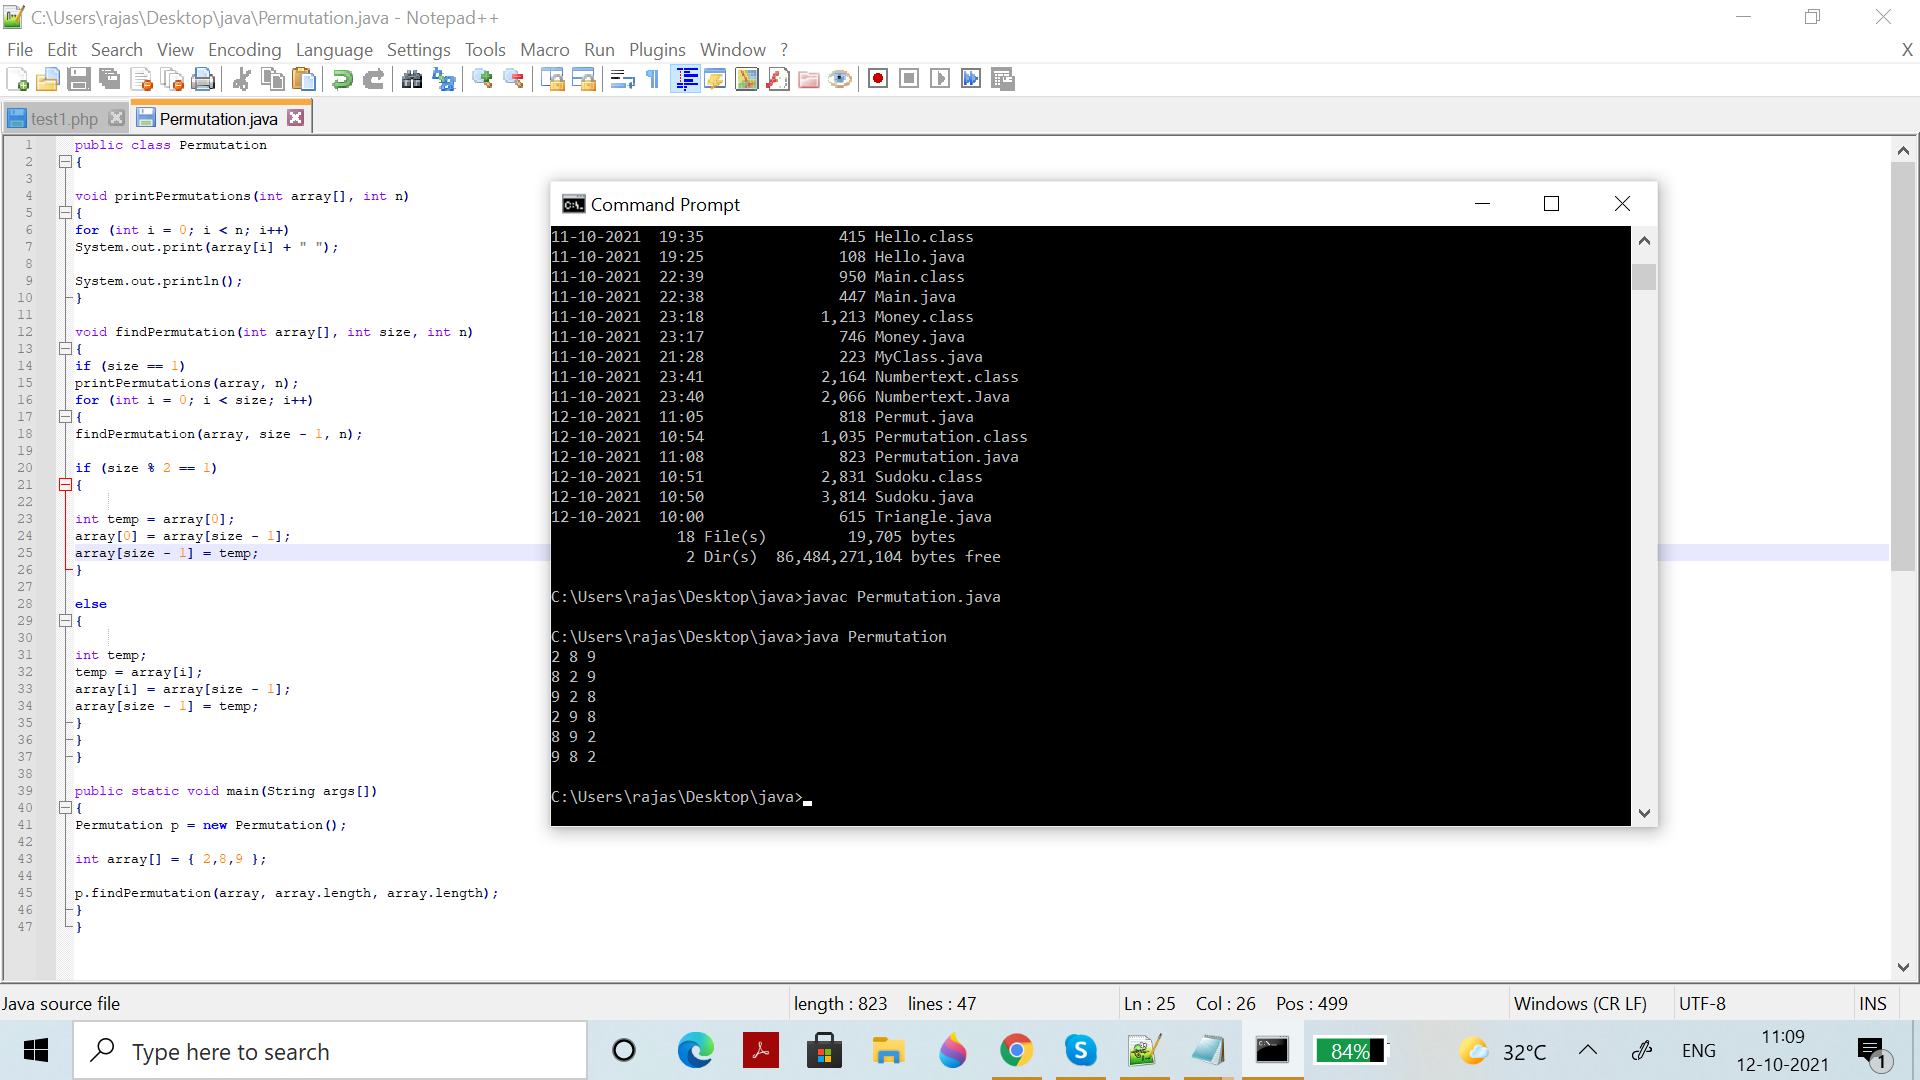 C:\Users\rajas\Desktop\java\Permutation.java - Notepad++
File Edit Search View Encoding Language Settings Tools Macro Run Plugins Window ? X
test1.php Permutation.java
1 public class Permutation
2 {
3
4 void printPermutations(int array[], int n)
5 {
6 for (int i = 0; i < n; i++)
7 System.out.print(array[i] + " ");
8
9 System.out.println();
10 }
11
12 void findPermutation(int array[], int size, int n)
13 {
14 if (size == 1)
15 printPermutations(array, n);
16 for (int i = 0; i < size; i++)
17 {
18 findPermutation(array, size - 1, n);
19
20 if (size % 2 == 1)
21 {
22
23 int temp = array[0];
24 array[0] = array[size - 1];
25 array[size - 1] = temp;
26 }
27
28 else
29 {
30
31 int temp;
32 temp = array[i];
33 array[i] = array[size - 1];
34 array[size - 1] = temp;
35 }
36 }
37 }
38
39 public static void main(String args[])
40 {
41 Permutation p = new Permutation();
42
43 int array[] = { 2,8,9 };
44
45 p.findPermutation(array, array.length, array.length);
46 }
47 }
Command Prompt
11-10-2021 19:35 415 Hello.class
11-10-2021 19:25 108 Hello.java
11-10-2021 22:39 950 Main.class
11-10-2021 22:38 447 Main.java
11-10-2021 23:18 1,213 Money.class
11-10-2021 23:17 746 Money.java
11-10-2021 21:28 223 MyClass.java
11-10-2021 23:41 2,164 Numbertext.class
11-10-2021 23:40 2,066 Numbertext.Java
12-10-2021 11:05 818 Permut.java
12-10-2021 10:54 1,035 Permutation.class
12-10-2021 11:08 823 Permutation.java
12-10-2021 10:51 2,831 Sudoku.class
12-10-2021 10:50 3,814 Sudoku.java
12-10-2021 10:00 615 Triangle.java
18 File(s) 19,705 bytes
2 Dir(s) 86,484,271,104 bytes free
C:\Users\rajas\Desktop\java>javac Permutation.java
C:\Users\rajas\Desktop\java>java Permutation
2 8 9
8 2 9
9 2 8
2 9 8
8 9 2
9 8 2
C:\Users\rajas\Desktop\java>
Java source file length : 823 lines : 47 Ln : 25 Col : 26 Pos : 499 Windows (CR LF) UTF-8 INS
Type here to search 84% 32°C ENG 11:09
12-10-2021 1